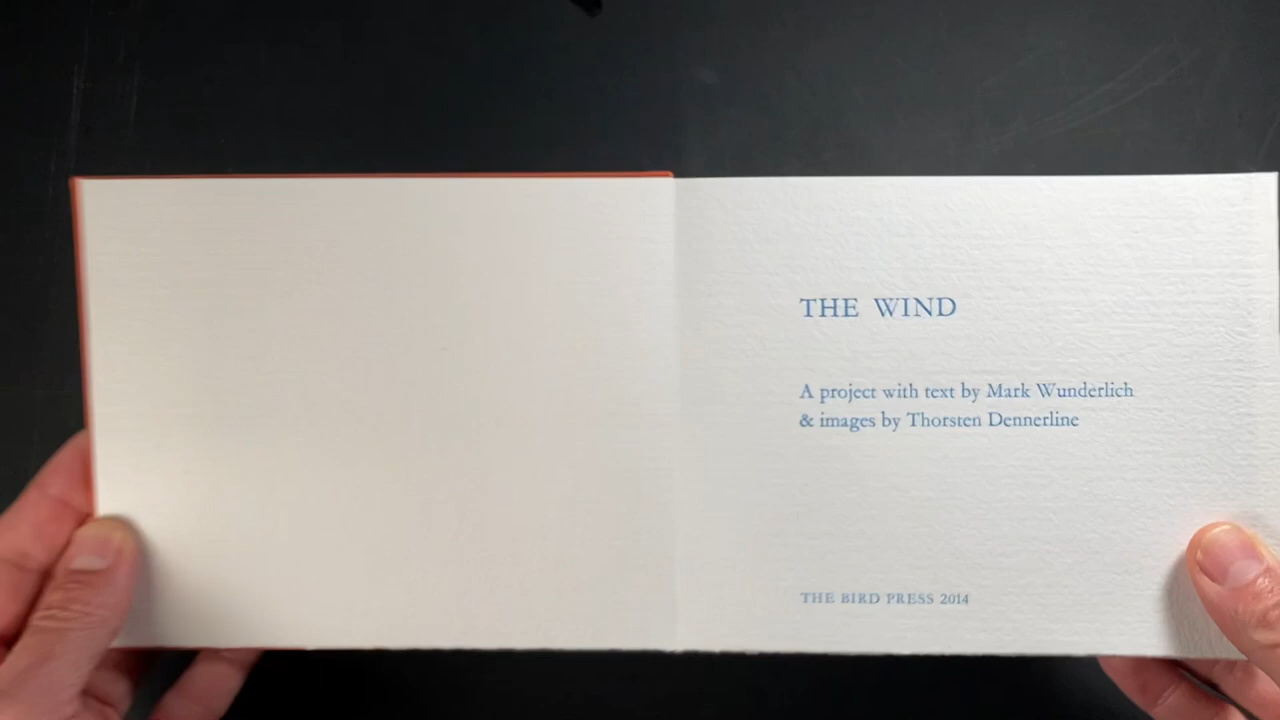 THE WIND
A project with text by Mark Wunderlich
& images by Thorsten Dennerline
THE BIRD PRESS 2014